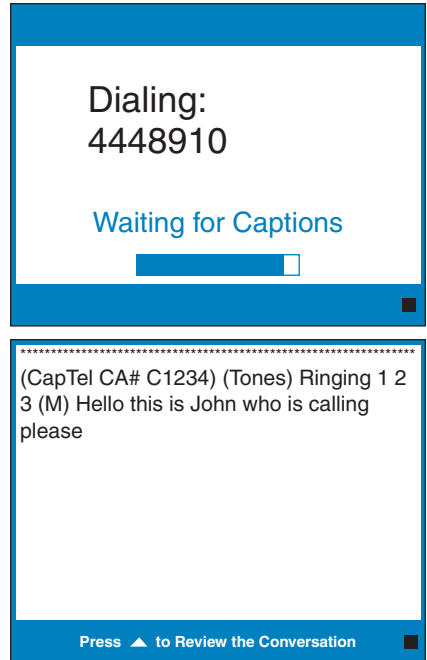 Dialing:
4448910
Waiting for Captions
******************************************************************
(CapTel CA# C1234) (Tones) Ringing 1 2
3 (M) Hello this is John who is calling
please
Press ▲ to Review the Conversation